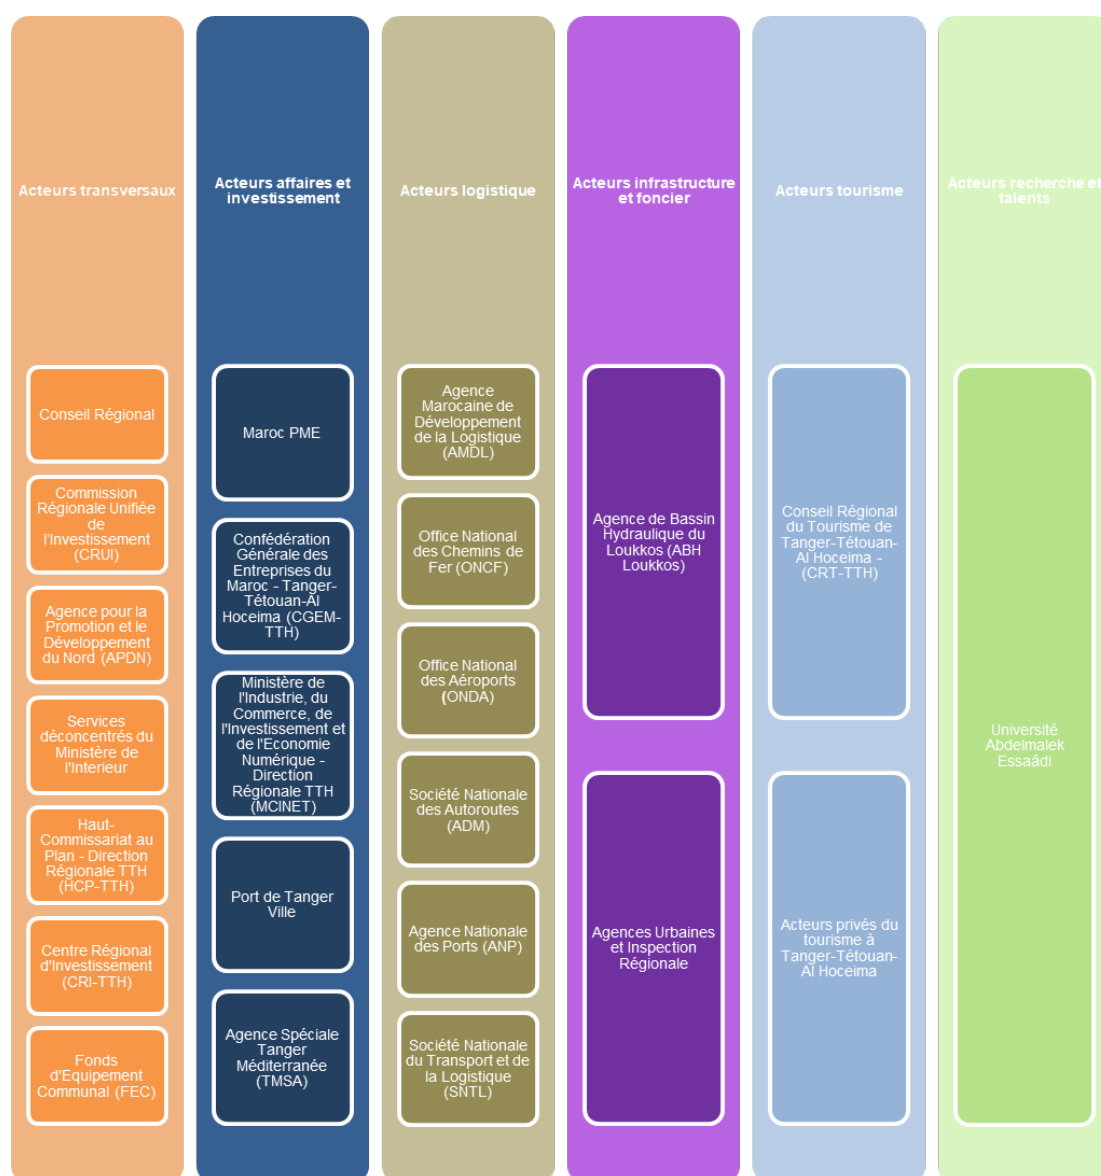 Acteurs transversaux
Conseil Régional
Commission
Régionale Unifiée
de
l'Investissement
(CRUI)
Agence pour la
Promotion et le
Développement
du Nord (APDN)
Services
déconcentrés du
Ministère de
l'Interieur
Haut-
Commissariat au
Plan - Direction
Régionale TTH
(HCP-TTH)
Centre Régional
d'Investissement
(CRI-TTH)
Fonds
d'Equipement
Communal (FEC)
Acteurs affaires et
investissement
Maroc PME
Confédération
Générale des
Entreprises du
Maroc - Tanger-
Tétouan-Al
Hoceima (CGEM-
TTH)
Ministère de
l'Industrie, du
Commerce, de
l'Investissement et
de l'Economie
Numérique -
Direction
Régionale TTH
(MCINET)
Port de Tanger
Ville
Agence Spéciale
Tanger
Méditerranée
(TMSA)
Acteurs logistique
Agence
Marocaine de
Développement
de la Logistique
(AMDL)
Office National
des Chemins de
Fer (ONCF)
Office National
des Aéroports
(ONDA)
Société Nationale
des Autoroutes
(ADM)
Agence Nationale
des Ports (ANP)
Société Nationale
du Transport et de
la Logistique
(SNTL)
Acteurs infrastructure
et foncier
Agence de Bassin
Hydraulique du
Loukkos (ABH
Loukkos)
Agences Urbaines
et Inspection
Régionale
Acteurs tourisme
Conseil Régional
du Tourisme de
Tanger-Tétouan-
Al Hoceima -
(CRT-TTH)
Acteurs privés du
tourisme à
Tanger-Tétouan-
Al Hoceima
Acteurs recherche et
talents
Université
Abdelmalek
Essaâdi